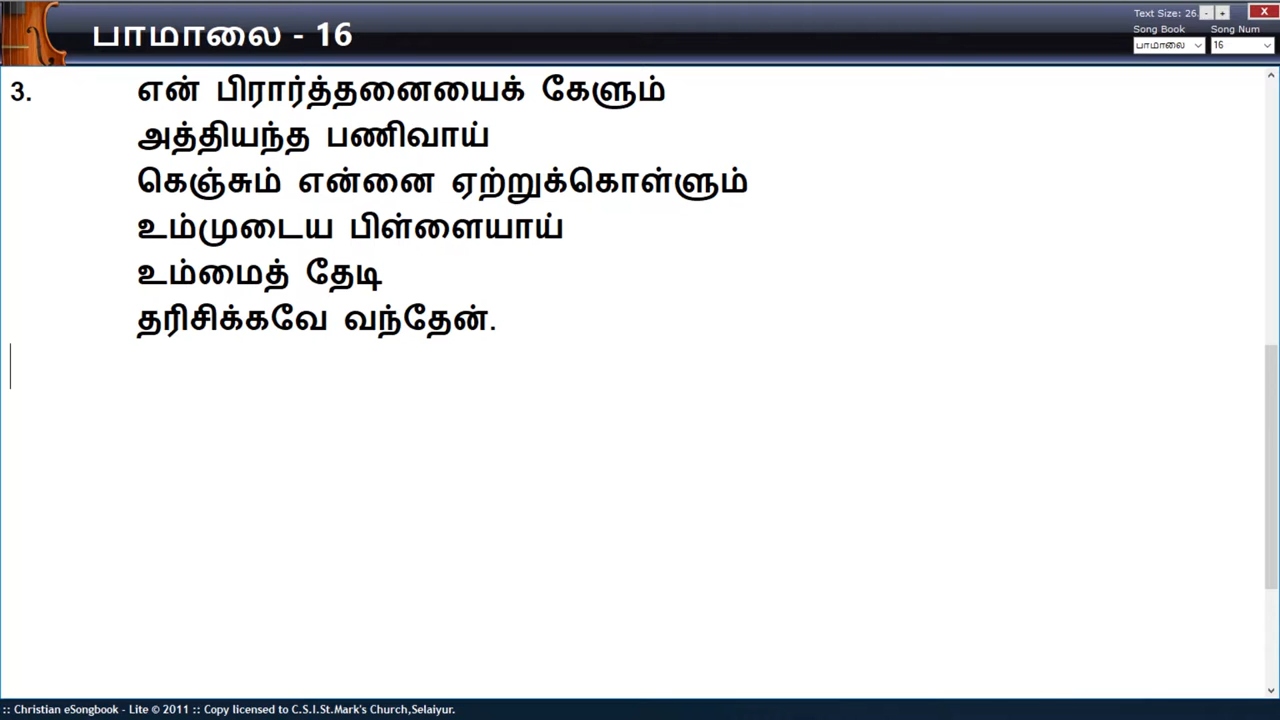 பாமாலை - 16
Text Size: 26. - +
X
Song Book
Song Num
பாமாலை
16
3. என் பிரார்த்தனையைக் கேளும்
அத்தியந்த பணிவாய்
கெஞ்சும் என்னை ஏற்றுக்கொள்ளும்
உம்முடைய பிள்ளையாய்
உம்மைத் தேடி
தரிசிக்கவே வந்தேன்.
:: Christian eSongbook - Lite © 2011 :: Copy licensed to C.S.I.St.Mark's Church,Selaiyur.